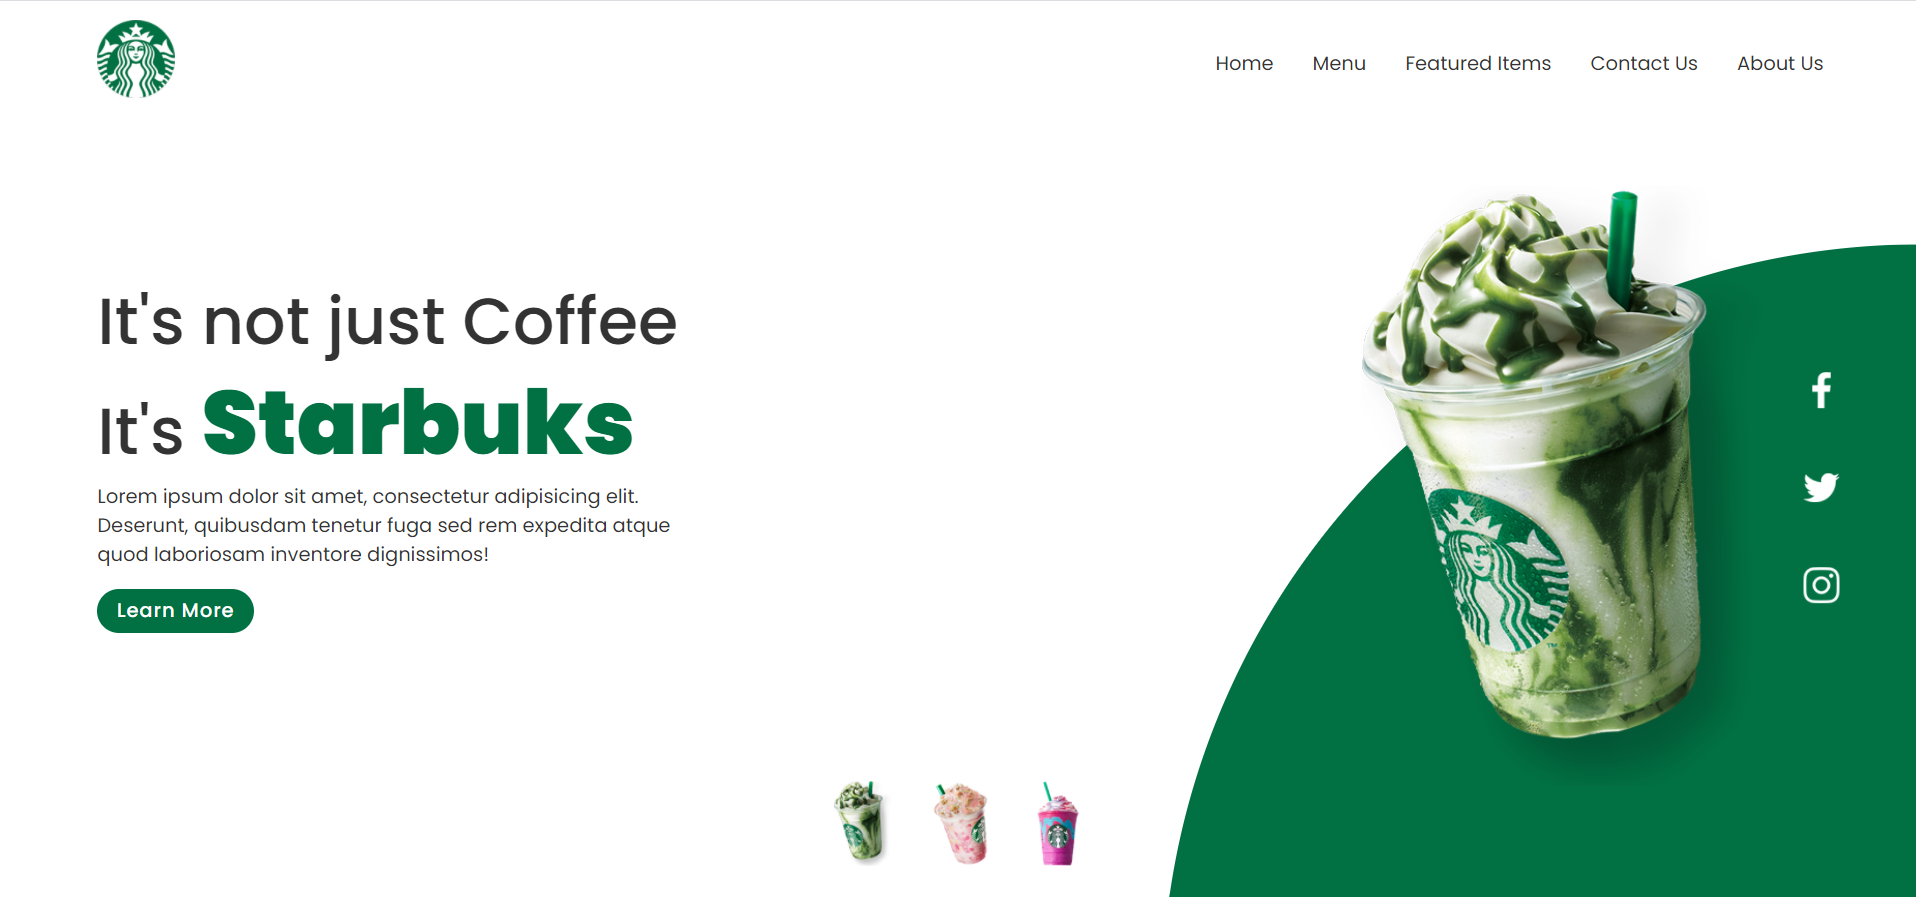 Home Menu Featured Items Contact Us About Us
It's not just Coffee
It's Starbuks
Lorem ipsum dolor sit amet, consectetur adipisicing elit.
Deserunt, quibusdam tenetur fuga sed rem expedita atque
quod laboriosam inventore dignissimos!
Learn More
TM